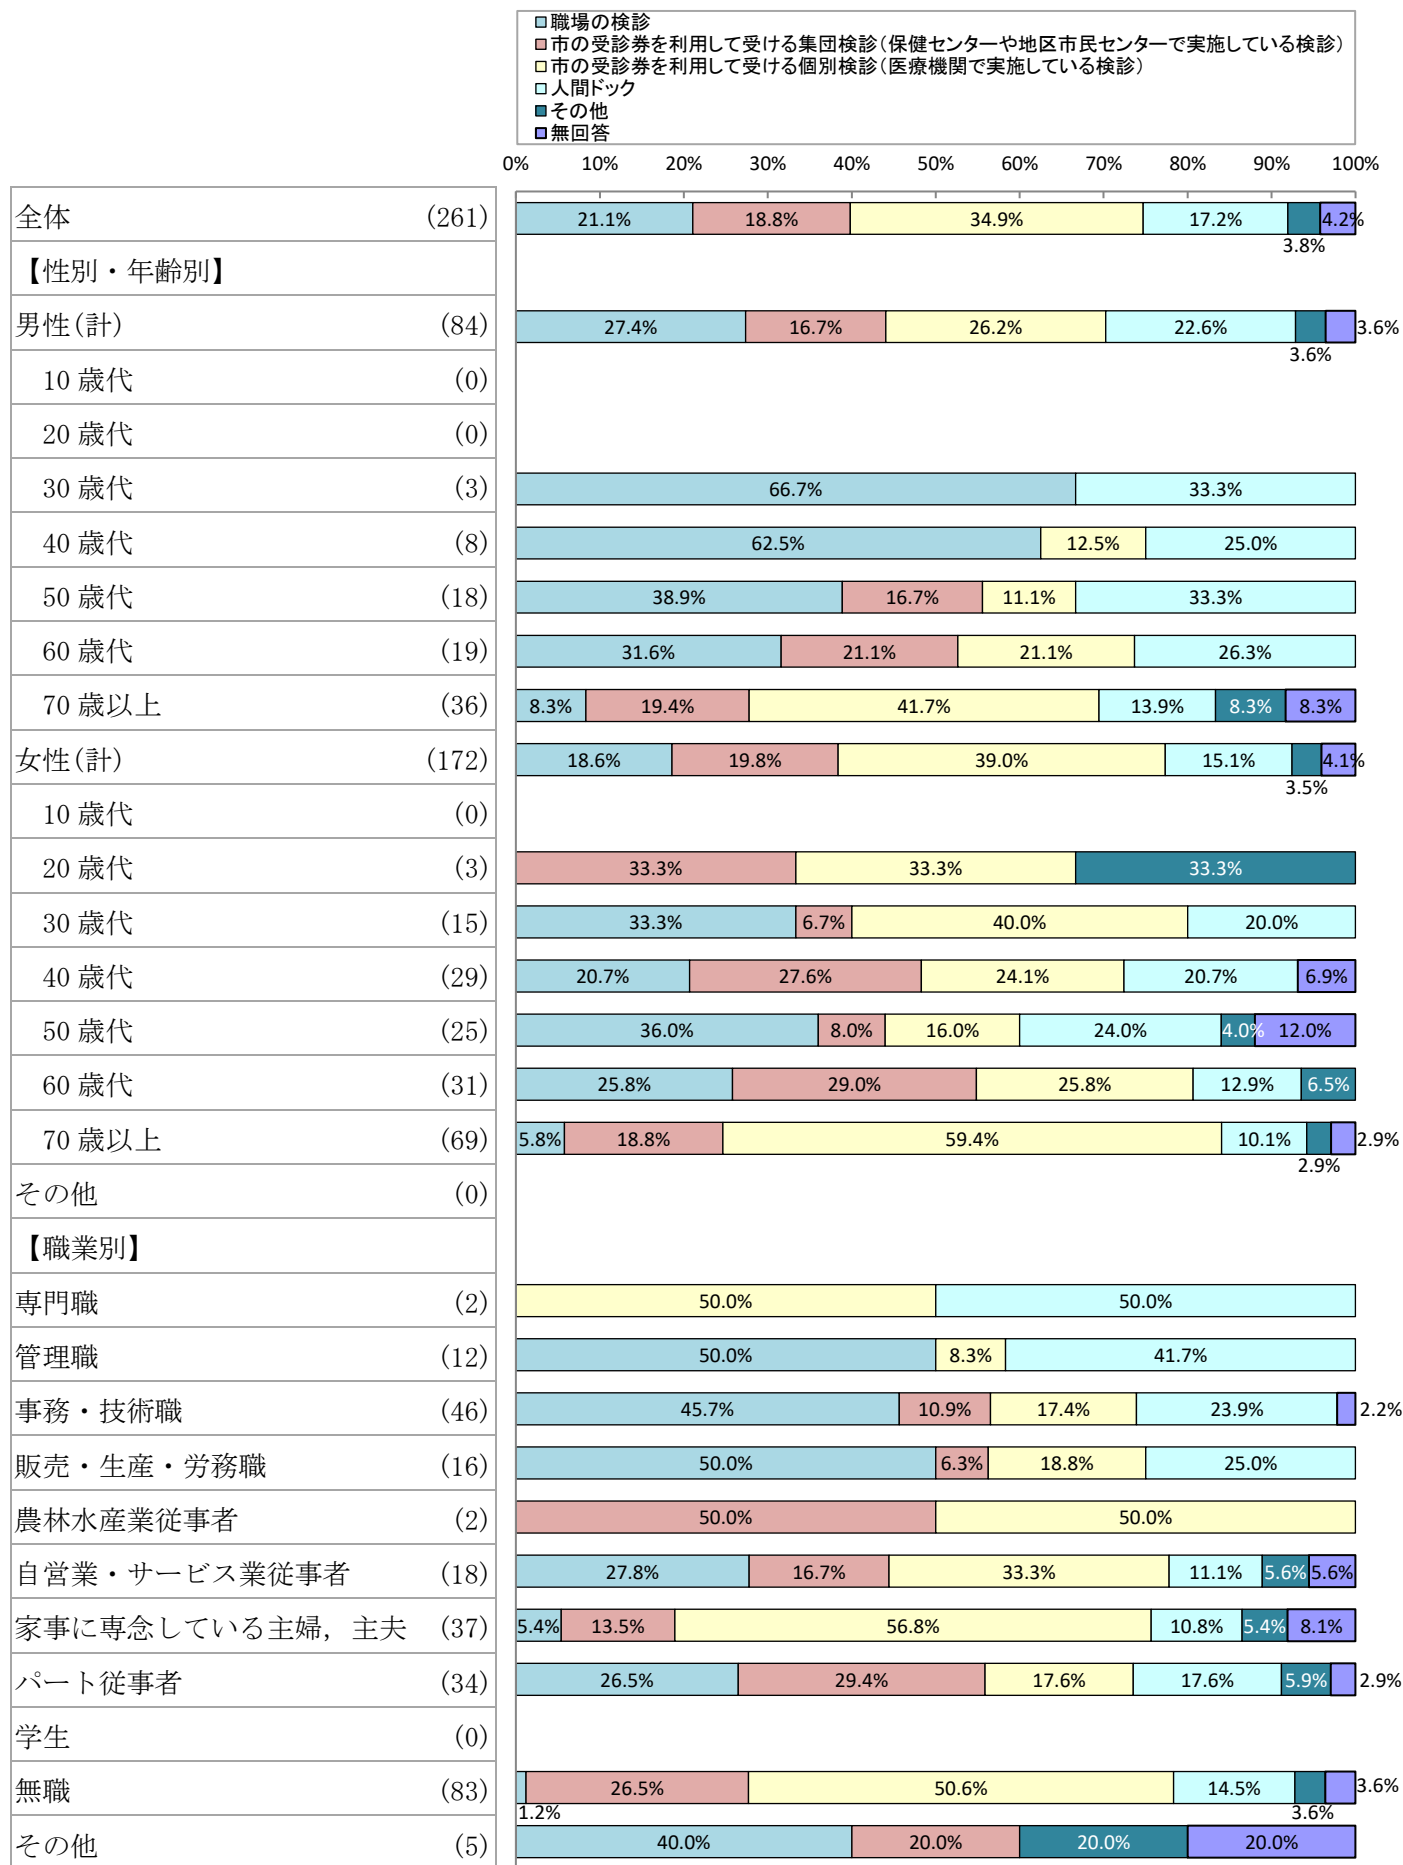 職場の検診
市の受診券を利用して受ける集団検診(保健センターや地区市民センターで実施している検診)
市の受診券を利用して受ける個別検診(医療機関で実施している検診)
人間ドック
その他
無回答
0% 10% 20% 30% 40% 50% 60% 70% 80% 90% 100%
全体 (261) 21.1% 18.8% 34.9% 17.2% 3.8% 4.2%
【性別・年齢別】
男性(計) (84) 27.4% 16.7% 26.2% 22.6% 3.6% 3.6%
10 歳代 (0)
20 歳代 (0)
30 歳代 (3) 66.7% 33.3%
40 歳代 (8) 62.5% 12.5% 25.0%
50 歳代 (18) 38.9% 16.7% 11.1% 33.3%
60 歳代 (19) 31.6% 21.1% 21.1% 26.3%
70 歳以上 (36) 8.3% 19.4% 41.7% 13.9% 8.3% 8.3%
女性(計) (172) 18.6% 19.8% 39.0% 15.1% 3.5% 4.1%
10 歳代 (0)
20 歳代 (3) 33.3% 33.3% 33.3%
30 歳代 (15) 33.3% 6.7% 40.0% 20.0%
40 歳代 (29) 20.7% 27.6% 24.1% 20.7% 6.9%
50 歳代 (25) 36.0% 8.0% 16.0% 24.0% 4.0% 12.0%
60 歳代 (31) 25.8% 29.0% 25.8% 12.9% 6.5%
70 歳以上 (69) 5.8% 18.8% 59.4% 10.1% 2.9% 2.9%
その他 (0)
【職業別】
専門職 (2) 50.0% 50.0%
管理職 (12) 50.0% 8.3% 41.7%
事務・技術職 (46) 45.7% 10.9% 17.4% 23.9% 2.2%
販売・生産・労務職 (16) 50.0% 6.3% 18.8% 25.0%
農林水産業従事者 (2) 50.0% 50.0%
自営業・サービス業従事者 (18) 27.8% 16.7% 33.3% 11.1% 5.6% 5.6%
家事に専念している主婦，主夫 (37) 5.4% 13.5% 56.8% 10.8% 5.4% 8.1%
パート従事者 (34) 26.5% 29.4% 17.6% 17.6% 5.9% 2.9%
学生 (0)
無職 (83) 1.2% 26.5% 50.6% 14.5% 3.6% 3.6%
その他 (5) 40.0% 20.0% 20.0% 20.0%